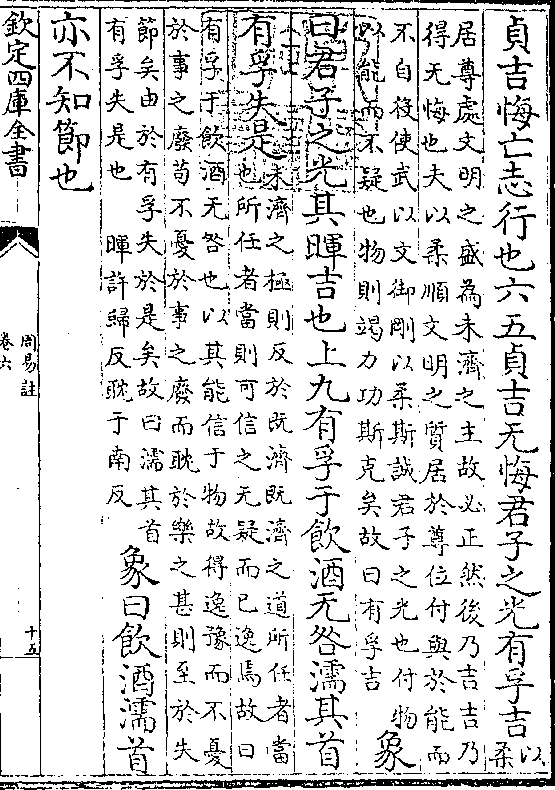 貞吉悔亡志行也六五貞吉无悔君子之光有孚吉以柔
居尊處文明之盛為未濟之主故必正然後乃吉吉乃
得无悔也夫以柔順文明之質居於尊位付與於能而
不自役使武以文御剛以柔斯誠君子之光也付物
以能而不疑也物則竭力功斯克矣故曰有孚吉 象
曰君子之光其暉吉也上九有孚于飲酒无咎濡其首
有孚失是未濟之極則反於既濟既濟之道所任者當
也所任者當則可信之无疑而已逸焉故曰
有孚于飲酒无咎也以其能信于物故得逸豫而不憂
於事之廢苟不憂於事之廢而耽於樂之甚則至於失
節矣由於有孚失於是矣故曰濡其首
有孚失是也 暉許歸反耽于南反 象曰飲酒濡首
亦不知節也
欽定四庫全書
周易註
卷六
十五